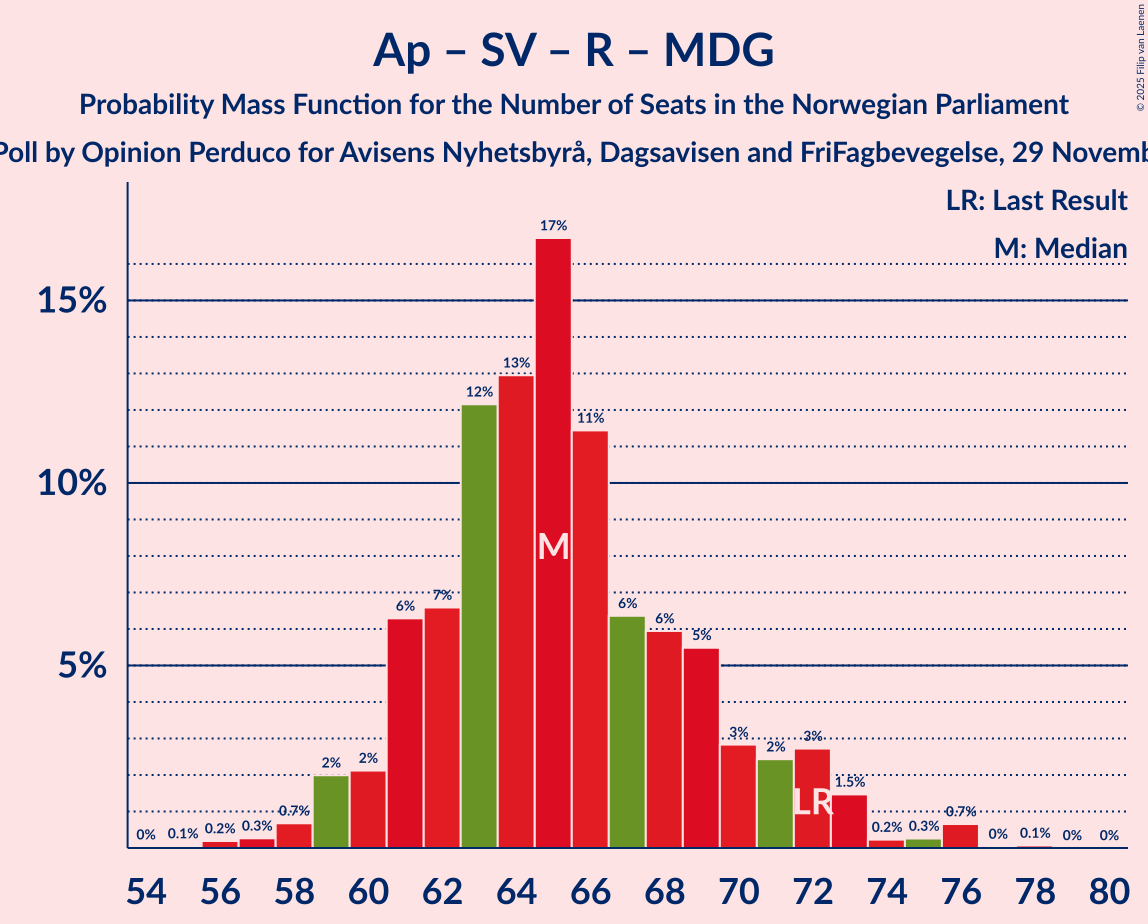 Ap – SV – R – MDG
Probability Mass Function for the Number of Seats in the Norwegian Parliament
Poll by Opinion Perduco for Avisens Nyhetsbyrå, Dagsavisen and FriFagbevegelse, 29 Novemb
© 2025 Filip van Laenen
LR: Last Result
M: Median
15%
10%
5%
0% 0.1% 0.2% 0.3% 0.7% 2% 2% 6% 7% 12% 13% 17% 11% 6% 6% 5% 3% 2% 3% 1.5% 0.2% 0.3% 0.7% 0% 0.1% 0% 0%
M
LR
54 56 58 60 62 64 66 68 70 72 74 76 78 80